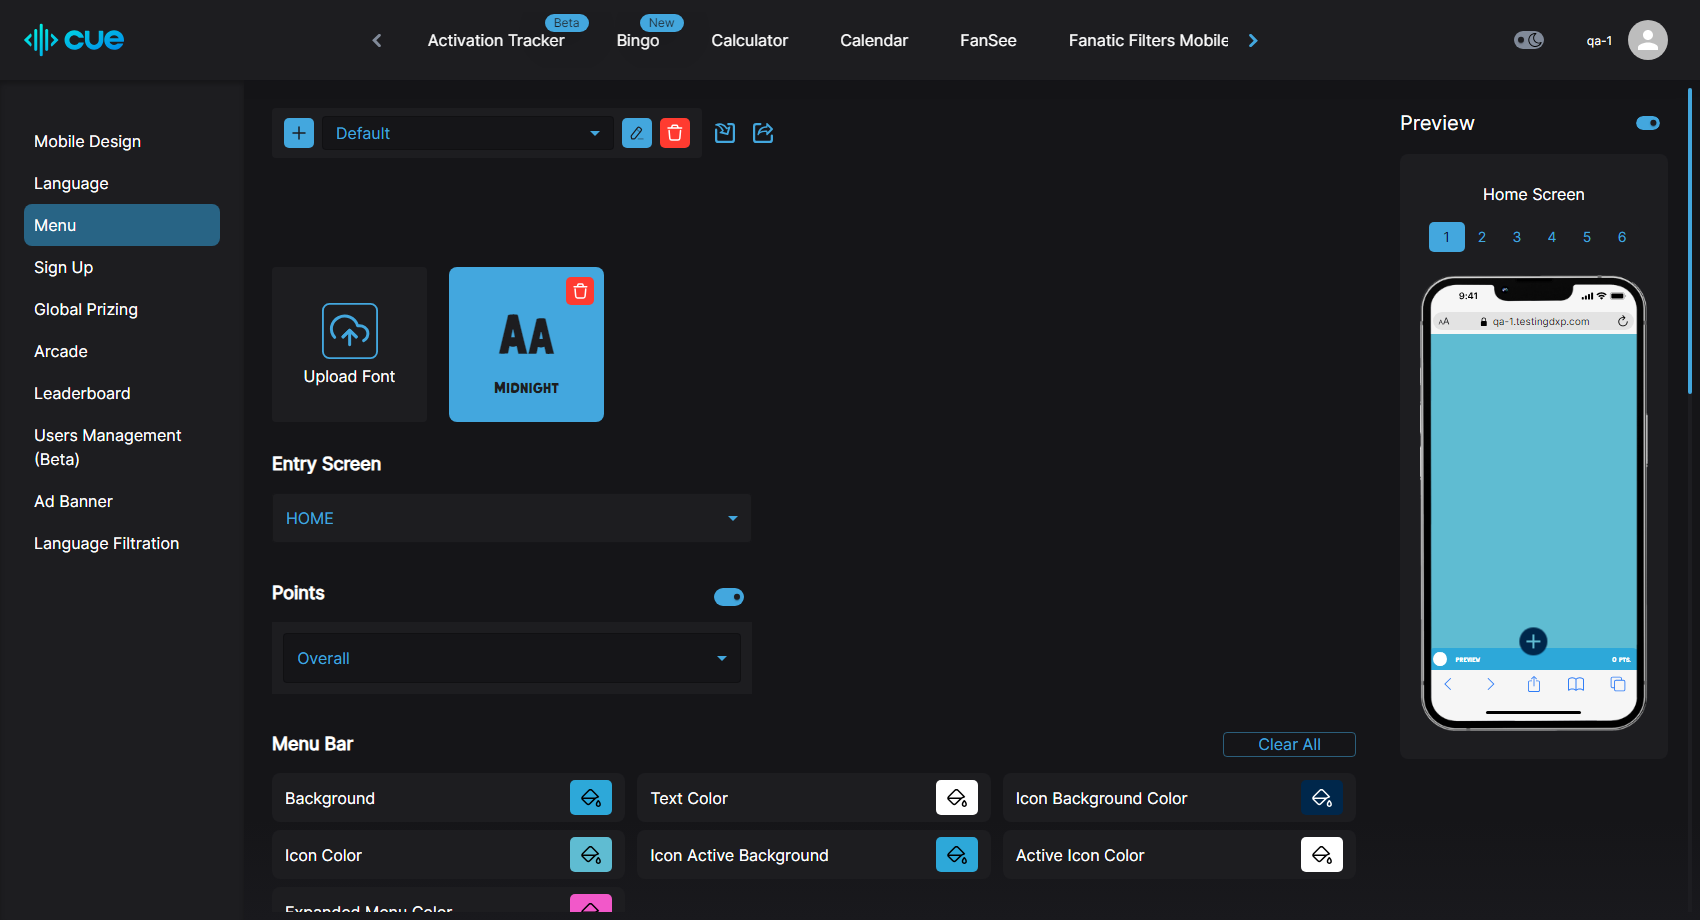 cue
Activation Tracker
Beta
Bingo
New
Calculator
Calendar
FanSee
Fanatic Filters Mobile
qa-1
Mobile Design
Language
Menu
Sign Up
Global Prizing
Arcade
Leaderboard
Users Management
(Beta)
Ad Banner
Language Filtration
Default
Upload Font
AA
MIDNIGHT
Entry Screen
HOME
Points
Overall
Menu Bar
Clear All
Background
Text Color
Icon Background Color
Icon Color
Icon Active Background
Active Icon Color
Expanded Menu Color
Preview
Home Screen
1 2 3 4 5 6
9:41
AA
qa-1.testingdxp.com
PREVIEW
0 PTS.